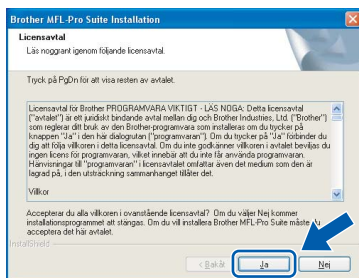 Brother MFL-Pro Suite Installation
Licensavtal
Läs noggrant igenom följande licensavtal.
Tryck på PgDn för att visa resten av avtalet.
Licensavtal för Brother PROGRAMVARA VIKTIGT - LÄS NOGA: Detta licensavtal
("avtalet") är ett juridiskt bindande avtal mellan dig och Brother Industries, Ltd. ("Brother")
som reglerar ditt bruk av den Brother-programvara som installeras om du trycker på
knappen "Ja" i den här dialogrutan ("programvaran"). Om du trycker på "Ja" förbinder du
dig att följa villkoren i detta licensavtal. Om du inte godkänner villkoren i avtalet beviljas du
ingen licens för programvaran, vilket innebär att du inte får använda programvaran.
Hänvisning till "programvaran" i licensavtalet omfattar även det medium som den är
lagrad på, i den utsträckning sammanhanget tillåter det.
Villkor
Accepterar du alla villkoren i ovanstående licensavtal? Om du väljer Nej kommer
installationsprogrammet att stängas. Om du vill installera Brother MFL-Pro Suite måste du
acceptera det här avtalet.
InstallShield
< Bakåt
Ja
Nej